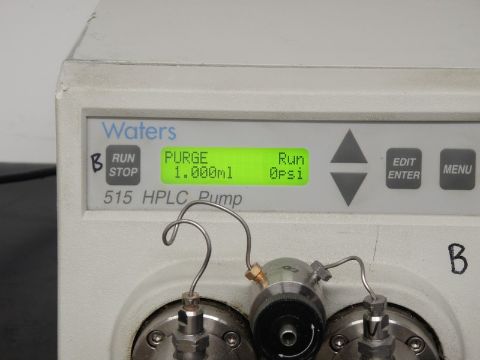 Waters
B
RUN
STOP
PURGE Run
1.000ml 0psi
EDIT
ENTER
MENU
515 HPLC Pump
B